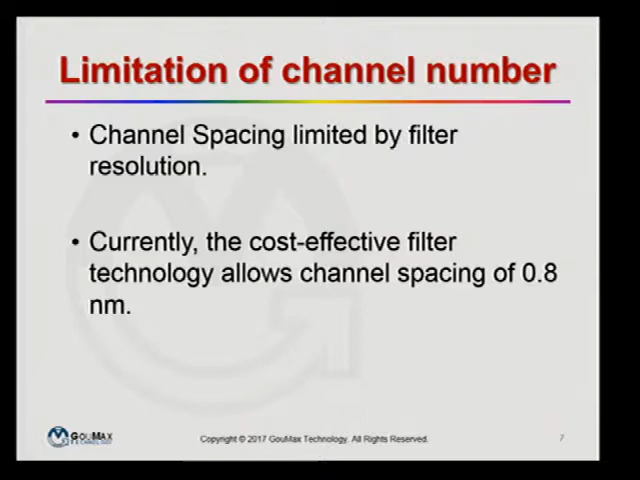 Limitation of channel number
• Channel Spacing limited by filter
resolution.
• Currently, the cost-effective filter
technology allows channel spacing of 0.8
nm.
GOUMAX
TECHNOLOGY
Copyright © 2017 GouMax Technology. All Rights Reserved.
7